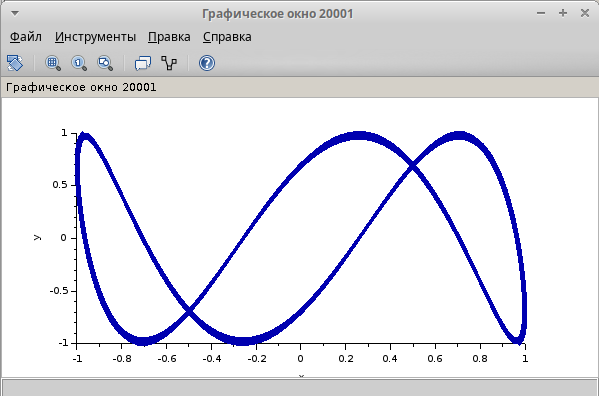 Графическое окно 20001
Файл Инструменты Правка Справка
Графическое окно 20001
1
0.5
0
-0.5
-1
y
-1 -0.8 -0.6 -0.4 -0.2 0 0.2 0.4 0.6 0.8 1